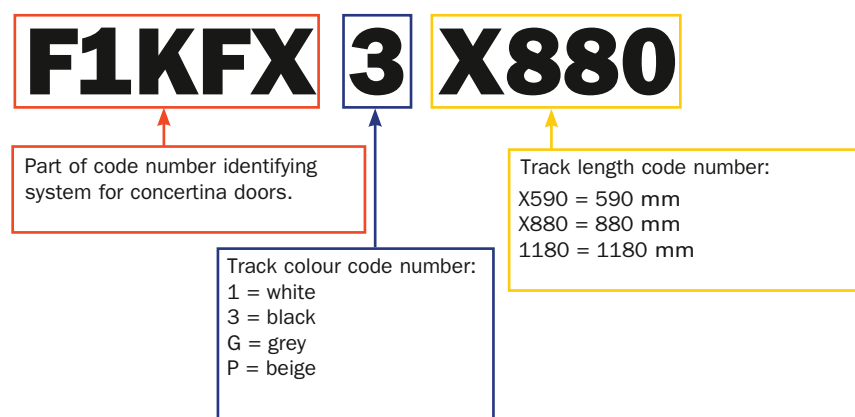 F1KFX 3 X880
Part of code number identifying
system for concertina doors.
Track length code number:
X590 = 590 mm
X880 = 880 mm
1180 = 1180 mm
Track colour code number:
1 = white
3 = black
G = grey
P = beige